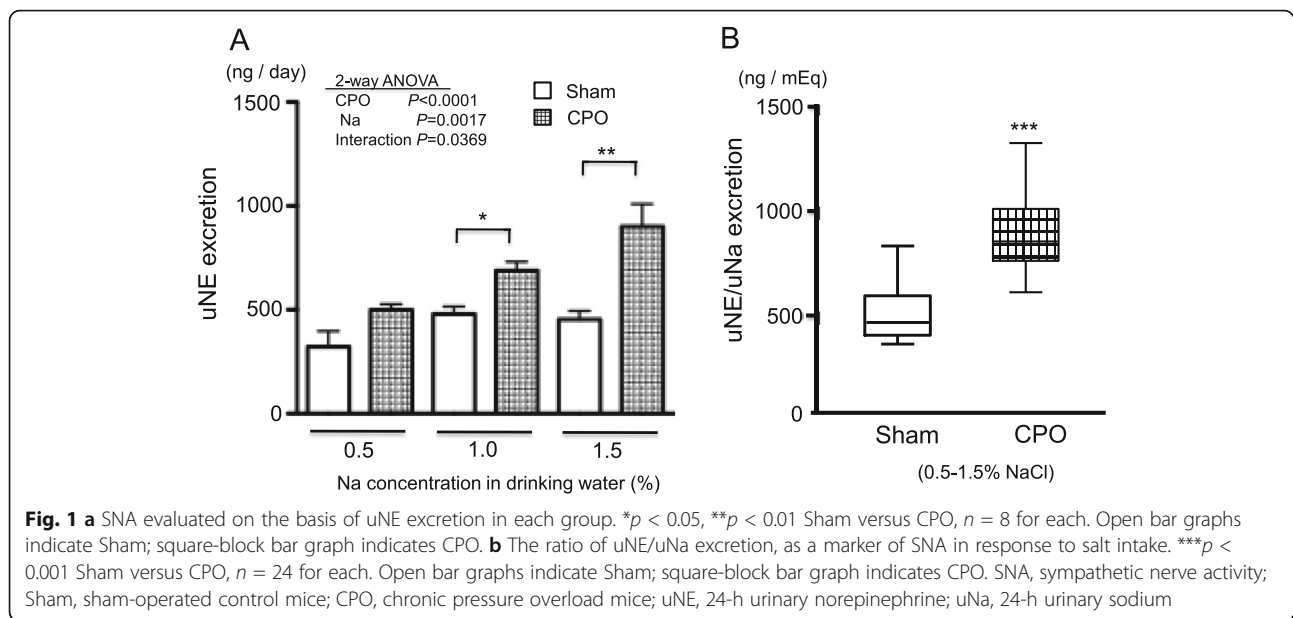 A
(ng / day)
2-way ANOVA
CPO P<0.0001
Na P=0.0017
Interaction P=0.0369
Sham
CPO
1500
1000
500
0
uNE excretion
*
**
0.5 1.0 1.5
Na concentration in drinking water (%)
B
(ng / mEq)
1500
1000
500
0
uNE/uNa excretion
***
Sham CPO
(0.5-1.5% NaCl)
Fig. 1 a SNA evaluated on the basis of uNE excretion in each group. *p < 0.05, **p < 0.01 Sham versus CPO, n = 8 for each. Open bar graphs
indicate Sham; square-block bar graph indicates CPO. b The ratio of uNE/uNa excretion, as a marker of SNA in response to salt intake. ***p <
0.001 Sham versus CPO, n = 24 for each. Open bar graphs indicate Sham; square-block bar graph indicates CPO. SNA, sympathetic nerve activity;
Sham, sham-operated control mice; CPO, chronic pressure overload mice; uNE, 24-h urinary norepinephrine; uNa, 24-h urinary sodium